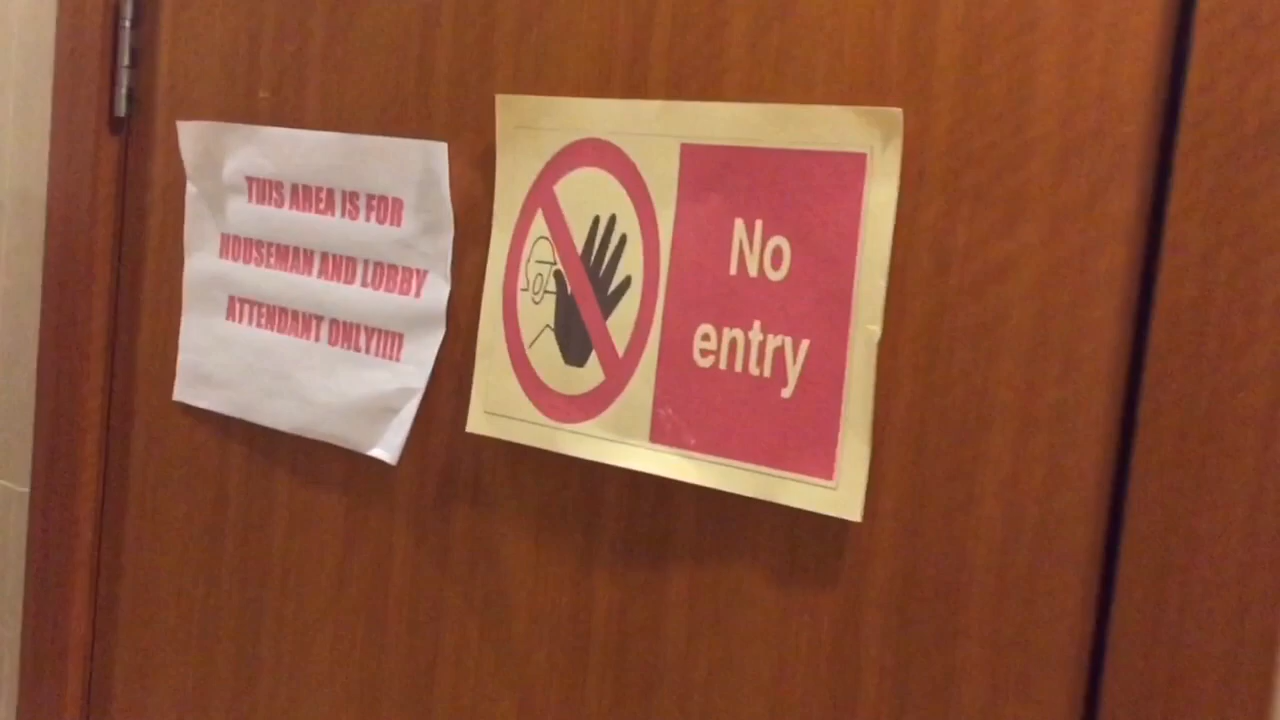 THIS AREA IS FOR
HOUSEMAN AND LOBBY
ATTENDANT ONLY!!!!
No
entry